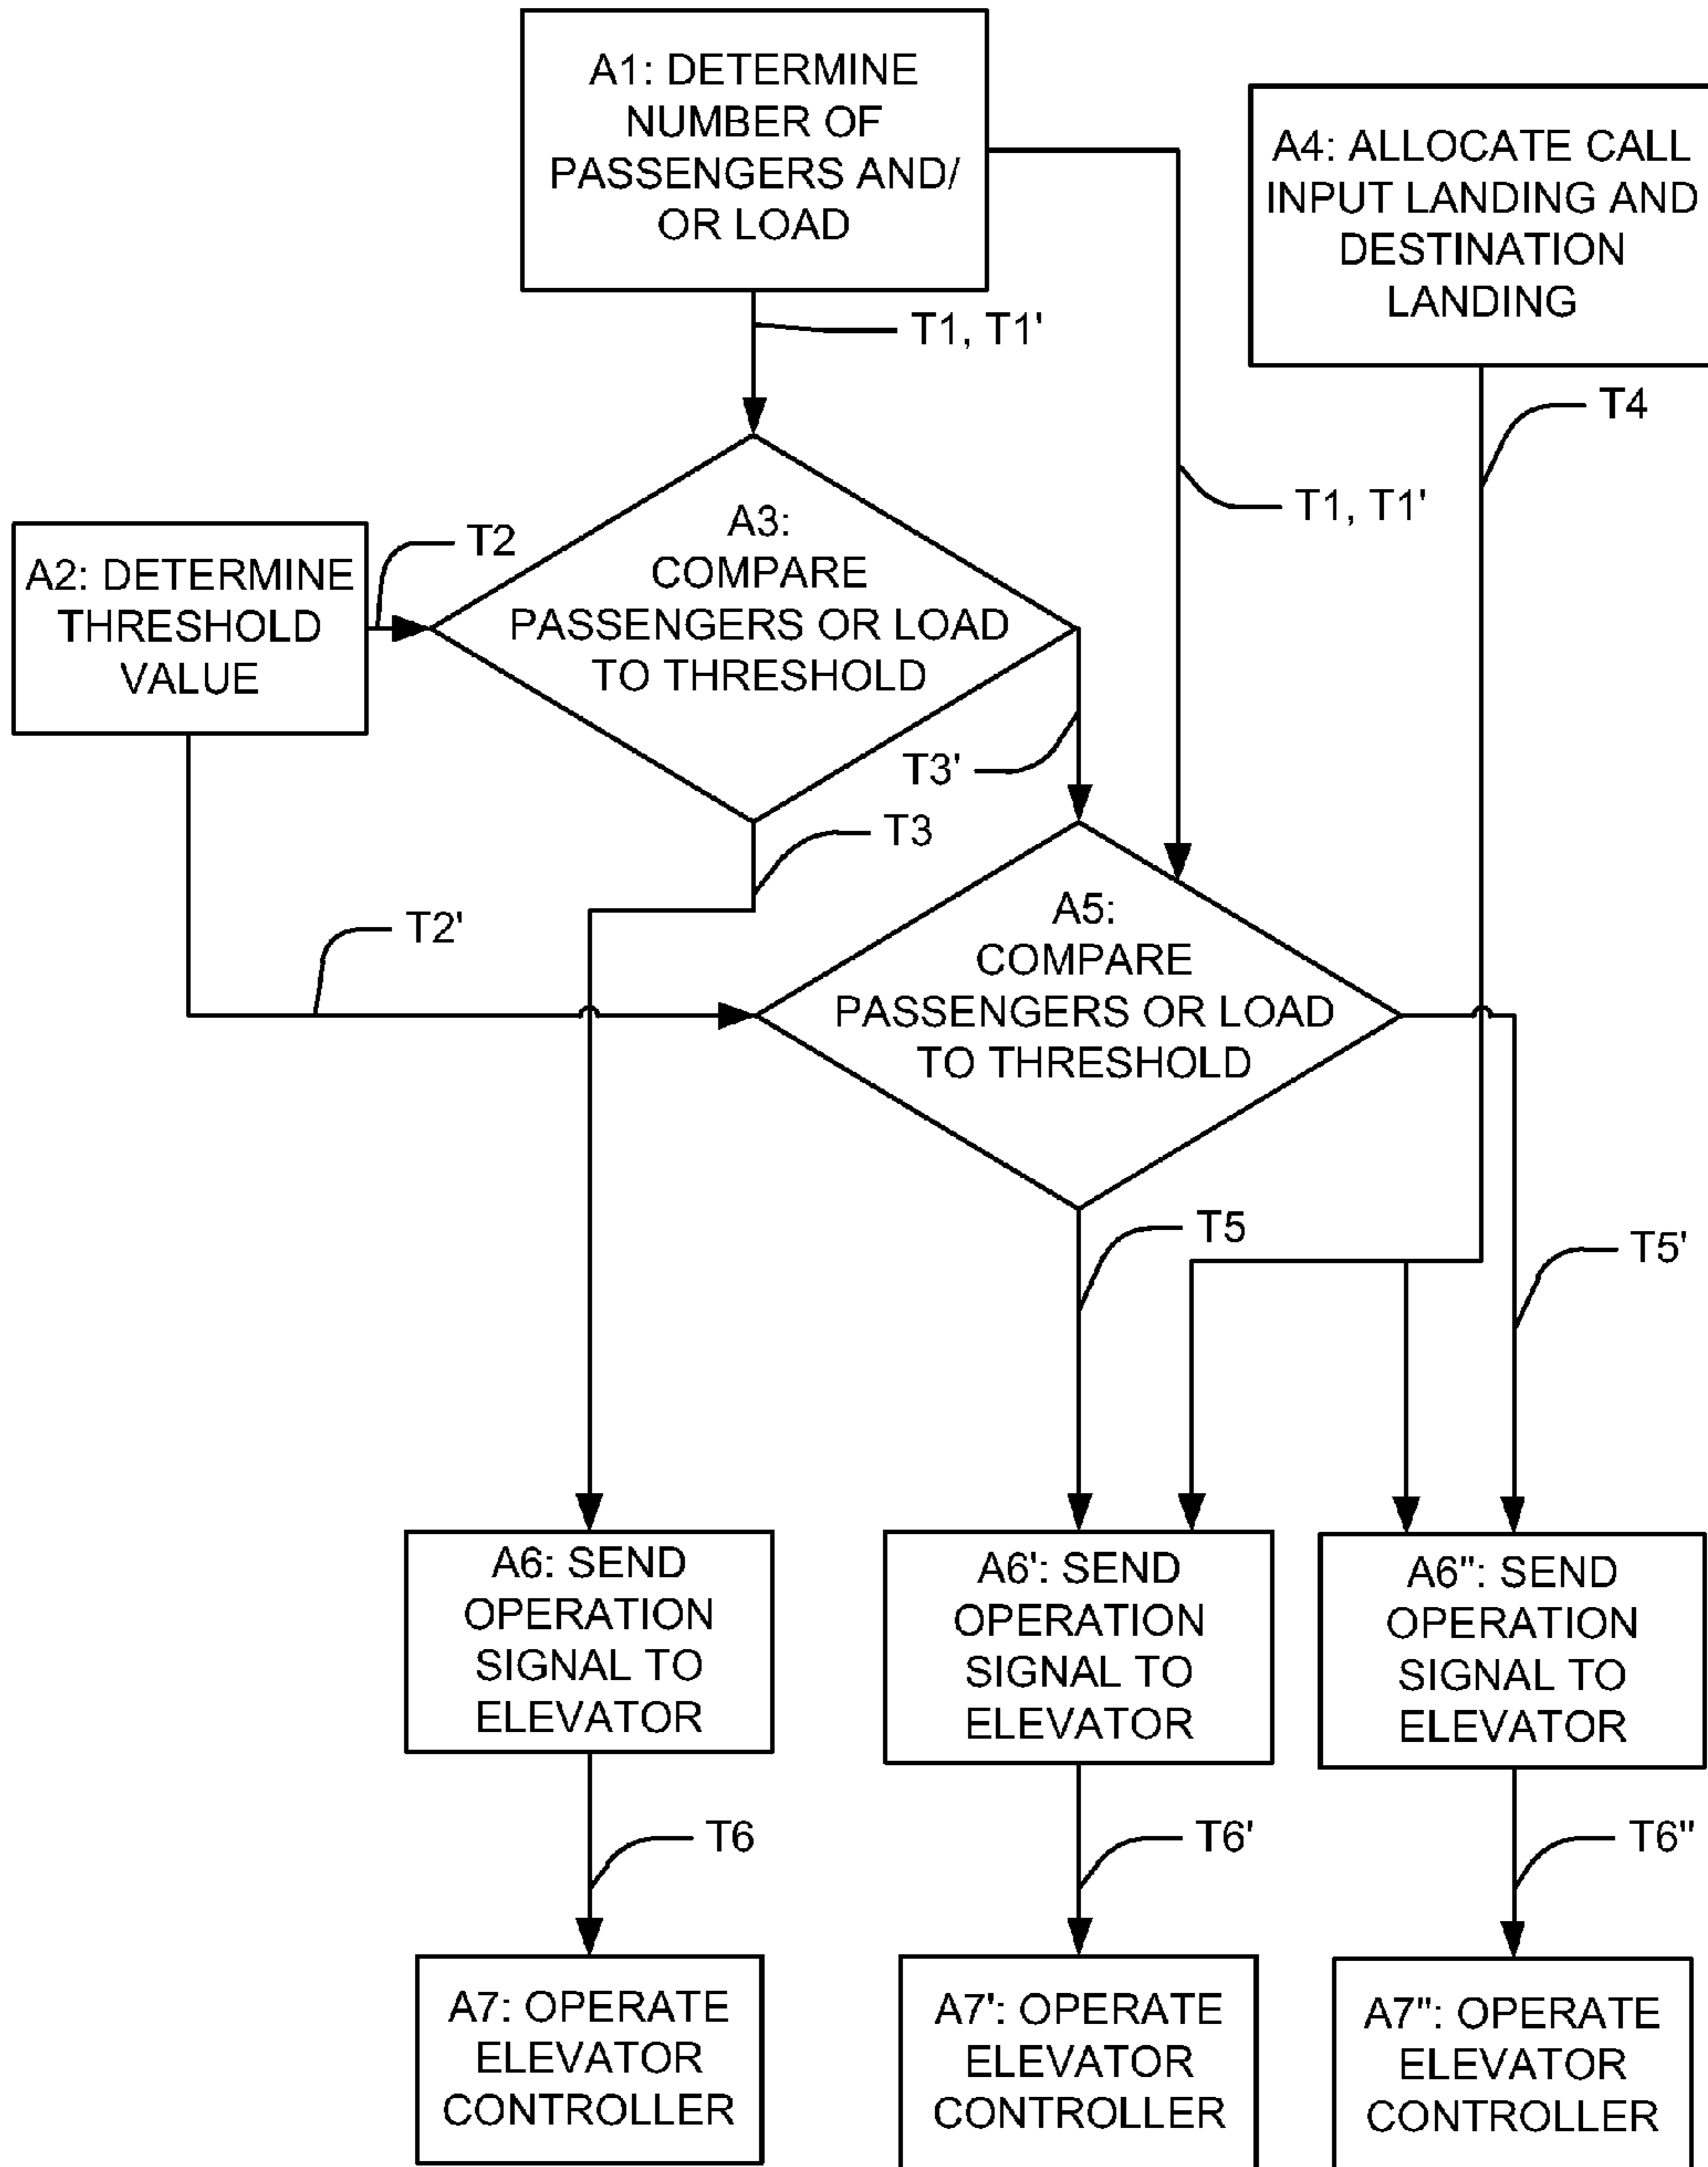 A1: DETERMINE
NUMBER OF
PASSENGERS AND/
OR LOAD
A4: ALLOCATE CALL
INPUT LANDING AND
DESTINATION
LANDING
T1, T1'
T4
T1, T1'
A2: DETERMINE
THRESHOLD
VALUE
T2
A3:
COMPARE
PASSENGERS OR LOAD
TO THRESHOLD
T3'
T3
T2'
A5:
COMPARE
PASSENGERS OR LOAD
TO THRESHOLD
T5
T5'
A6: SEND
OPERATION
SIGNAL TO
ELEVATOR
A6': SEND
OPERATION
SIGNAL TO
ELEVATOR
A6": SEND
OPERATION
SIGNAL TO
ELEVATOR
T6
T6'
T6"
A7: OPERATE
ELEVATOR
CONTROLLER
A7': OPERATE
ELEVATOR
CONTROLLER
A7": OPERATE
ELEVATOR
CONTROLLER